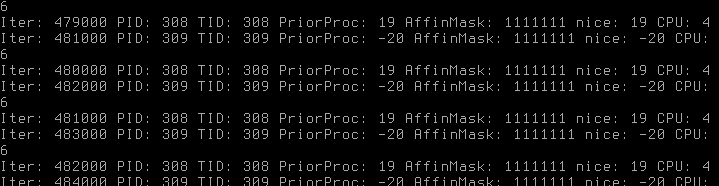 6
Iter: 479000 PID: 308 TID: 308 PriorProc: 19 AffinMask: 1111111 nice: 19 CPU: 4
Iter: 481000 PID: 309 TID: 309 PriorProc: -20 AffinMask: 1111111 nice: -20 CPU:
6
Iter: 480000 PID: 308 TID: 308 PriorProc: 19 AffinMask: 1111111 nice: 19 CPU: 4
Iter: 482000 PID: 309 TID: 309 PriorProc: -20 AffinMask: 1111111 nice: -20 CPU:
6
Iter: 481000 PID: 308 TID: 308 PriorProc: 19 AffinMask: 1111111 nice: 19 CPU: 4
Iter: 483000 PID: 309 TID: 309 PriorProc: -20 AffinMask: 1111111 nice: -20 CPU:
6
Iter: 482000 PID: 308 TID: 308 PriorProc: 19 AffinMask: 1111111 nice: 19 CPU: 4
Iter: 484000 PID: 309 TID: 309 PriorProc: -20 AffinMask: 1111111 nice: -20 CPU: